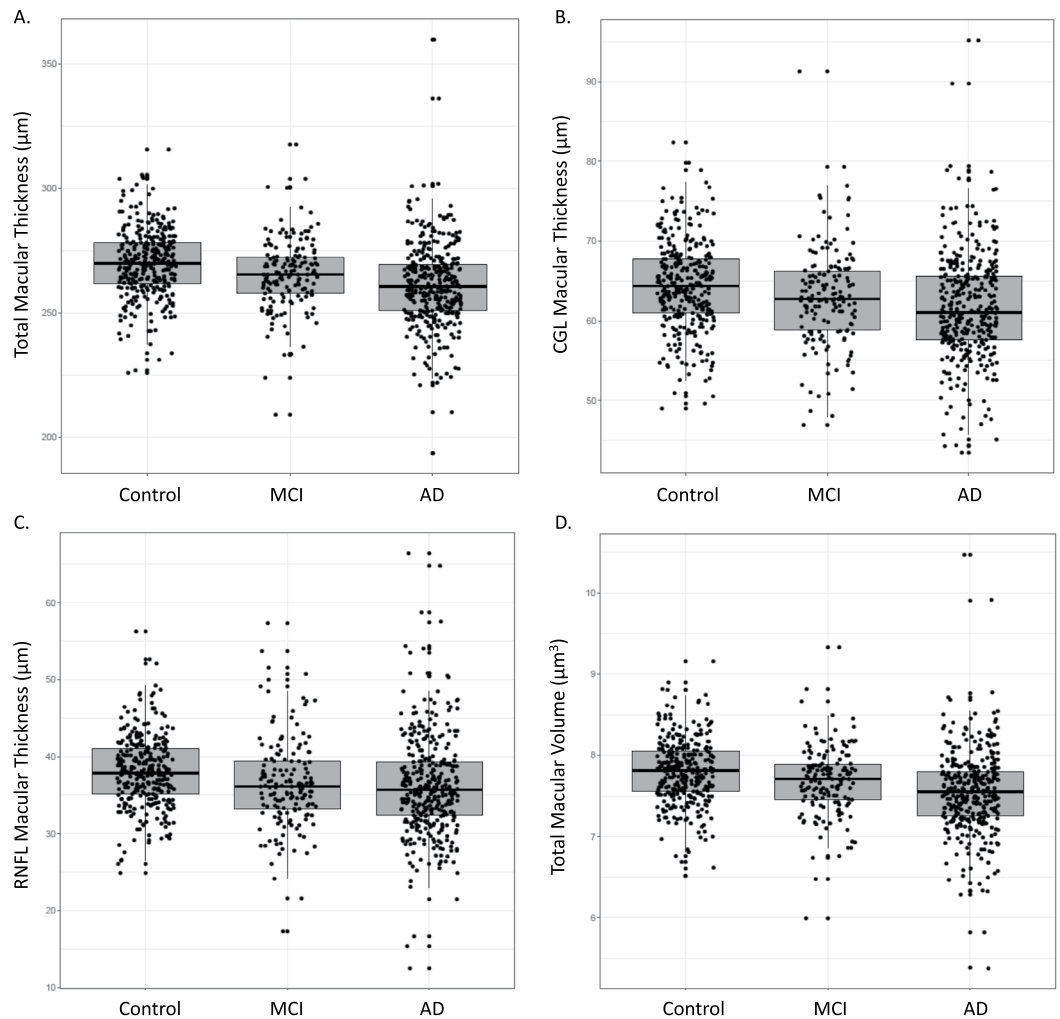 A.
Total Macular Thickness (μm)
350
300
250
200
Control MCI AD
B.
CGL Macular Thickness (μm)
90
80
70
60
50
Control MCI AD
C.
RNFL Macular Thickness (μm)
60
50
40
30
20
10
Control MCI AD
D.
Total Macular Volume (μm³)
10
9
8
7
6
Control MCI AD